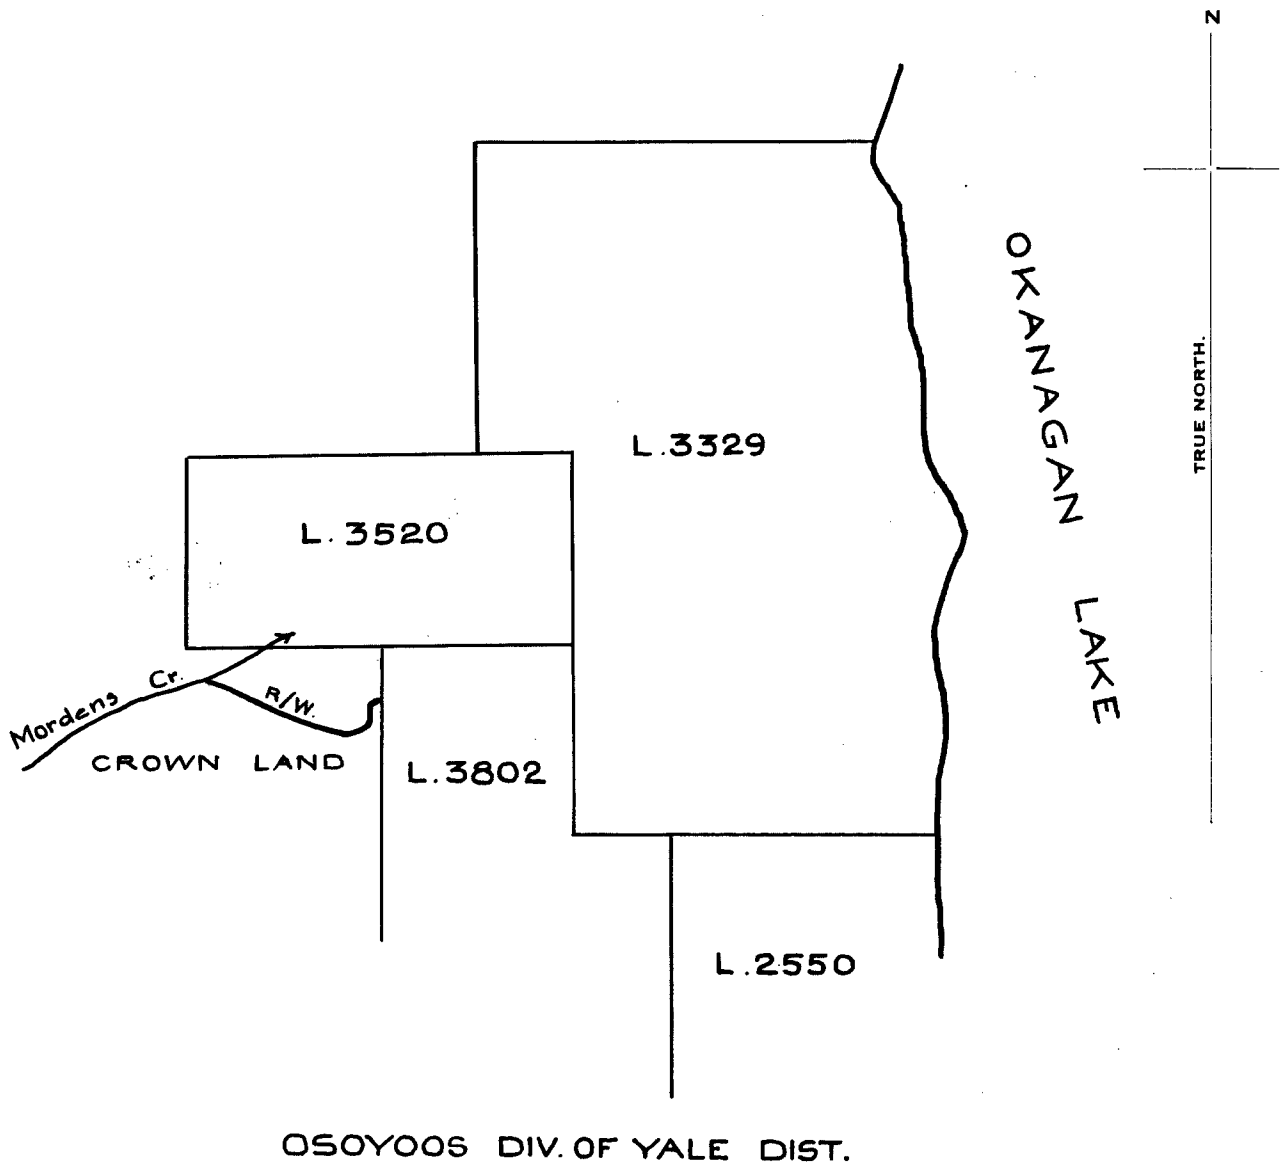 N
TRUE NORTH.
OKANAGAN LAKE
L.3329
L.3520
Mordens Cr.
R/W.
CROWN LAND
L.3802
L.2550
OSOYOOS DIV. OF YALE DIST.